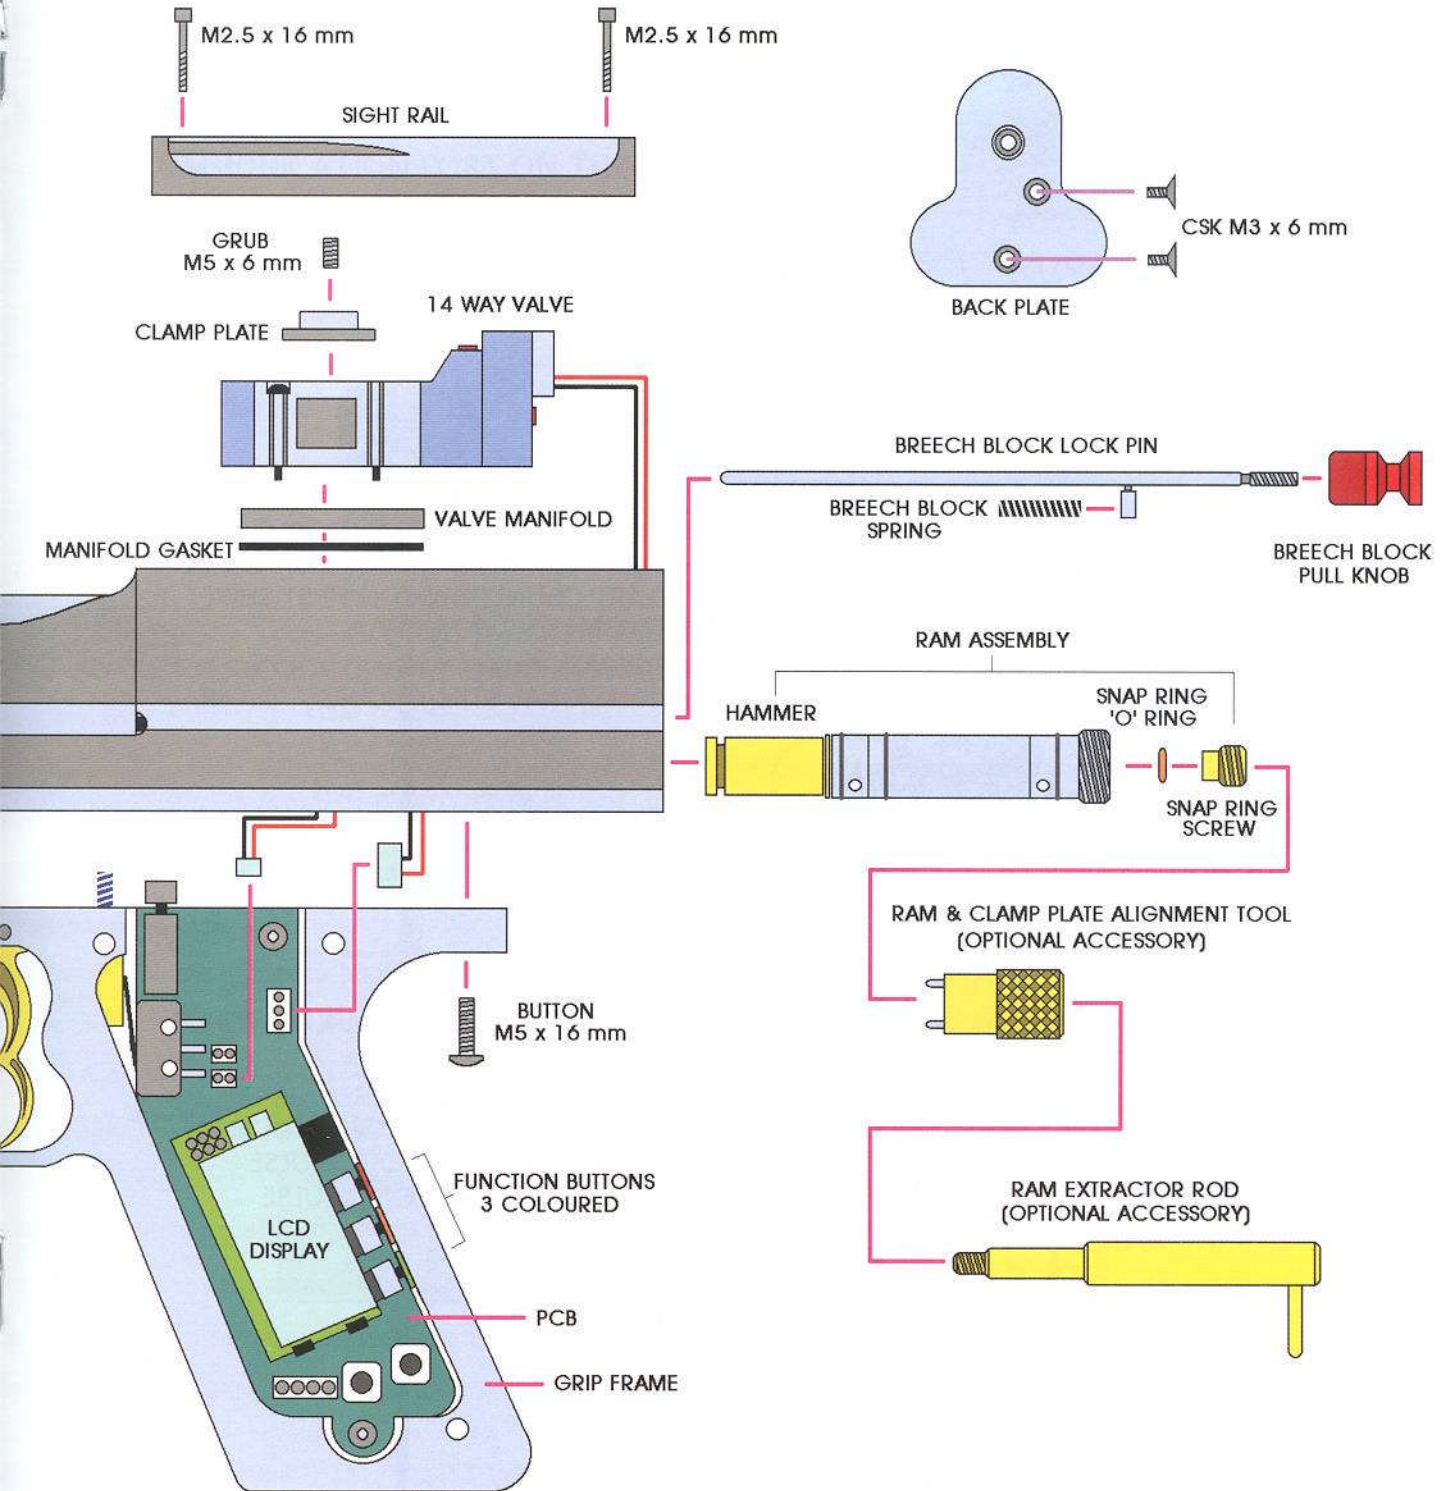 M2.5 x 16 mm
M2.5 x 16 mm
SIGHT RAIL
GRUB
M5 x 6 mm
CLAMP PLATE
14 WAY VALVE
CSK M3 x 6 mm
BACK PLATE
VALVE MANIFOLD
MANIFOLD GASKET
BREECH BLOCK LOCK PIN
BREECH BLOCK
SPRING
BREECH BLOCK
PULL KNOB
RAM ASSEMBLY
HAMMER
SNAP RING
'O' RING
SNAP RING
SCREW
RAM & CLAMP PLATE ALIGNMENT TOOL
(OPTIONAL ACCESSORY)
BUTTON
M5 x 16 mm
FUNCTION BUTTONS
3 COLOURED
LCD
DISPLAY
RAM EXTRACTOR ROD
(OPTIONAL ACCESSORY)
PCB
GRIP FRAME